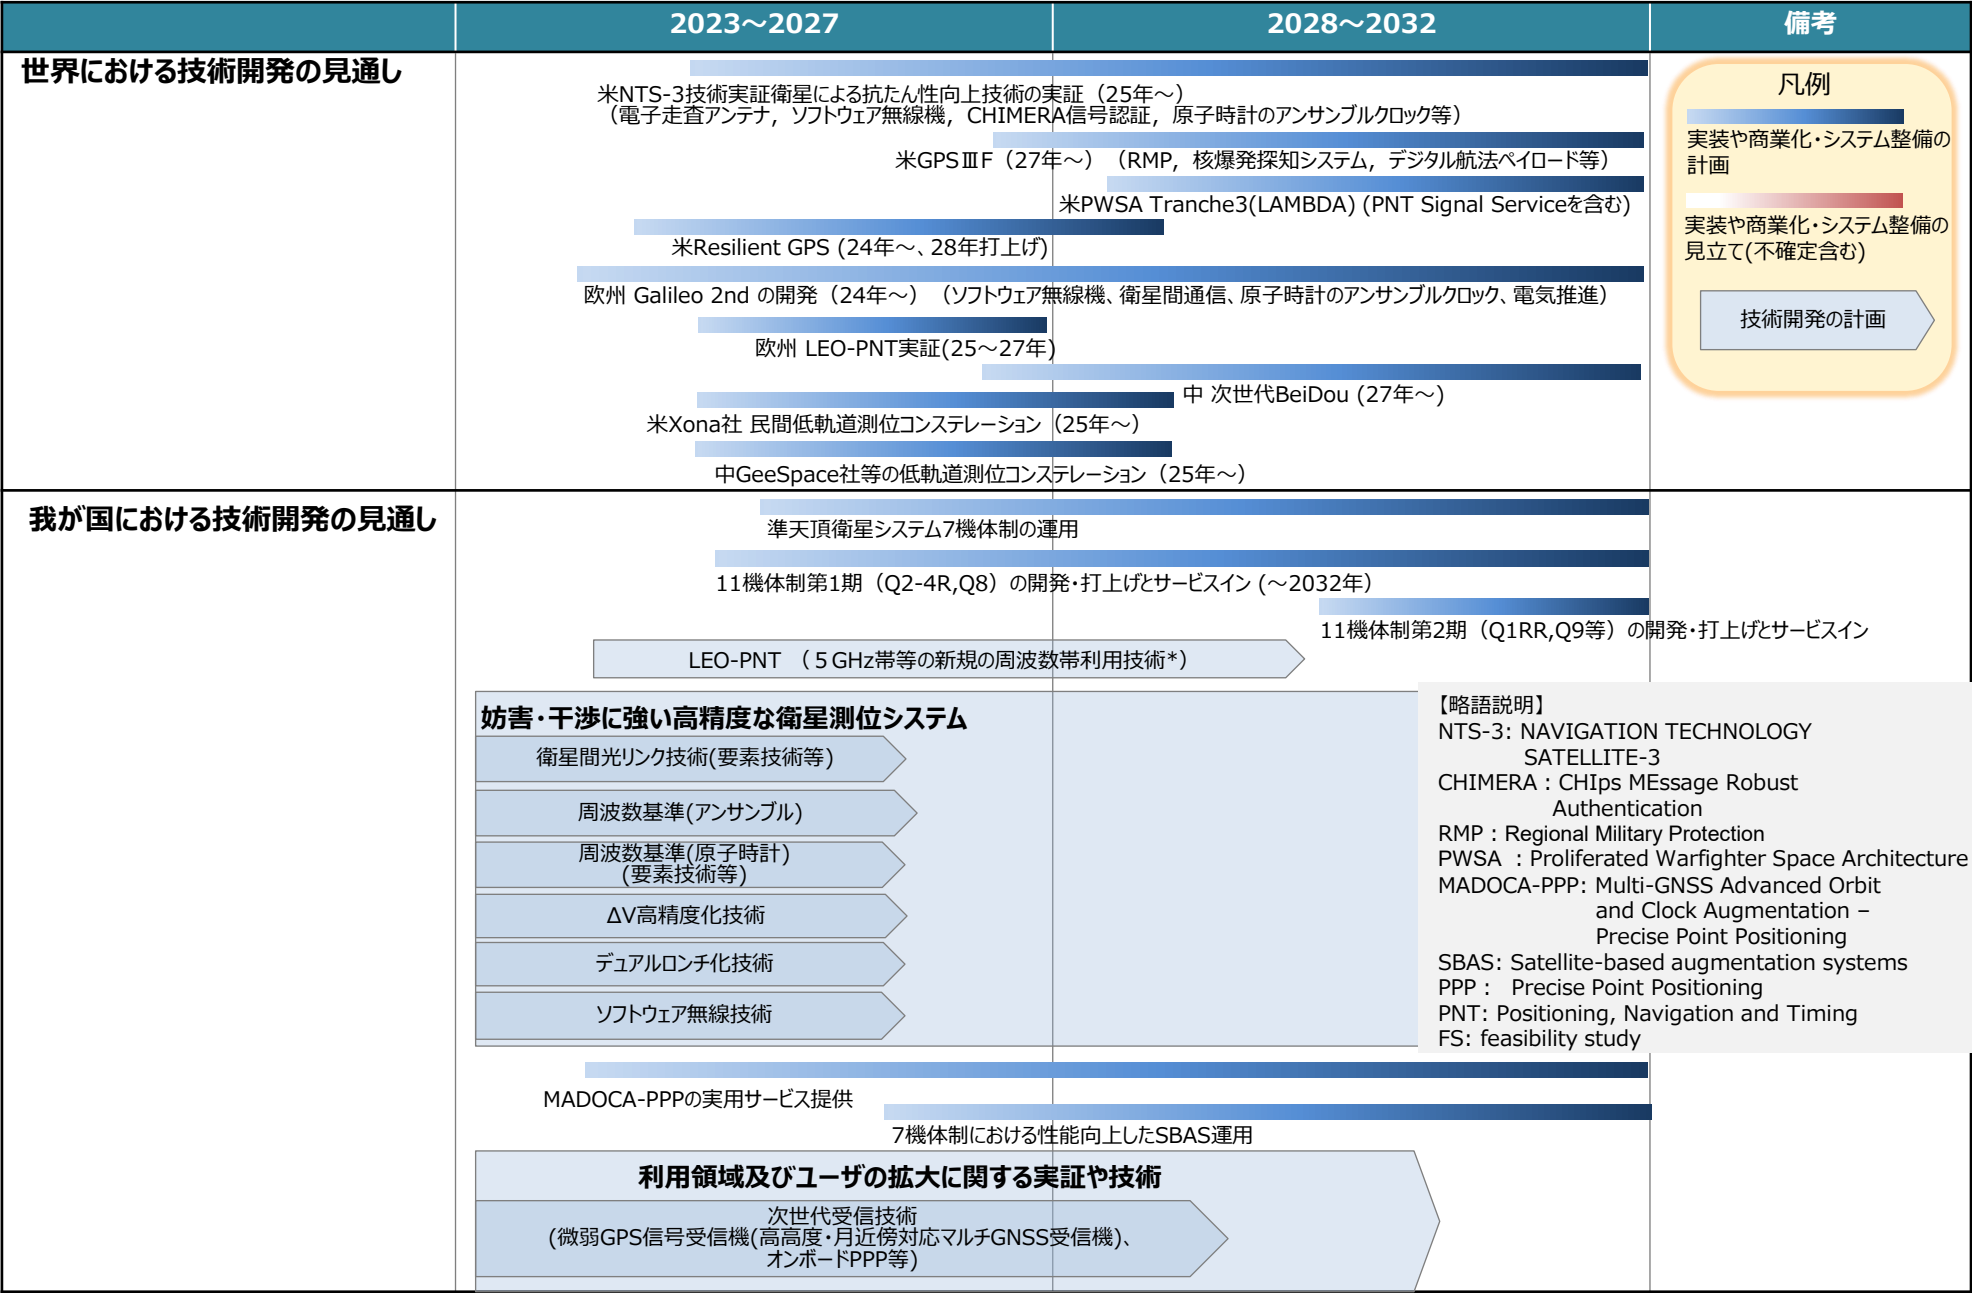 2023～2027
2028～2032
備考
世界における技術開発の見通し
米NTS-3技術実証衛星による抗たん性向上技術の実証（25年～）
（電子走査アンテナ，ソフトウェア無線機，CHIMERA信号認証，原子時計のアンサンブルクロック等）
米GPSⅢF（27年～）（RMP，核爆発探知システム，デジタル航法ペイロード等）
米PWSA Tranche3(LAMBDA) (PNT Signal Serviceを含む)
米Resilient GPS (24年～、28年打上げ)
欧州 Galileo 2nd の開発（24年～）（ソフトウェア無線機、衛星間通信、原子時計のアンサンブルクロック、電気推進）
欧州 LEO-PNT実証(25～27年)
中 次世代BeiDou (27年～)
米Xona社 民間低軌道測位コンステレーション（25年～）
中GeeSpace社等の低軌道測位コンステレーション（25年～）
凡例
実装や商業化・システム整備の
計画
実装や商業化・システム整備の
見立て(不確定含む)
技術開発の計画
我が国における技術開発の見通し
準天頂衛星システム7機体制の運用
11機体制第1期（Q2-4R,Q8）の開発・打上げとサービスイン (～2032年)
11機体制第2期（Q1RR,Q9等）の開発・打上げとサービスイン
LEO-PNT （５GHz帯等の新規の周波数帯利用技術*）
妨害・干渉に強い高精度な衛星測位システム
衛星間光リンク技術(要素技術等)
周波数基準(アンサンブル)
周波数基準(原子時計)
(要素技術等)
ΔV高精度化技術
デュアルロンチ化技術
ソフトウェア無線技術
【略語説明】
NTS-3: NAVIGATION TECHNOLOGY
SATELLITE-3
CHIMERA : CHIps MEssage Robust
Authentication
RMP : Regional Military Protection
PWSA : Proliferated Warfighter Space Architecture
MADOCA-PPP: Multi-GNSS Advanced Orbit
and Clock Augmentation –
Precise Point Positioning
SBAS: Satellite-based augmentation systems
PPP : Precise Point Positioning
PNT: Positioning, Navigation and Timing
FS: feasibility study
MADOCA-PPPの実用サービス提供
7機体制における性能向上したSBAS運用
利用領域及びユーザの拡大に関する実証や技術
次世代受信技術
(微弱GPS信号受信機(高高度・月近傍対応マルチGNSS受信機)、
オンボードPPP等)